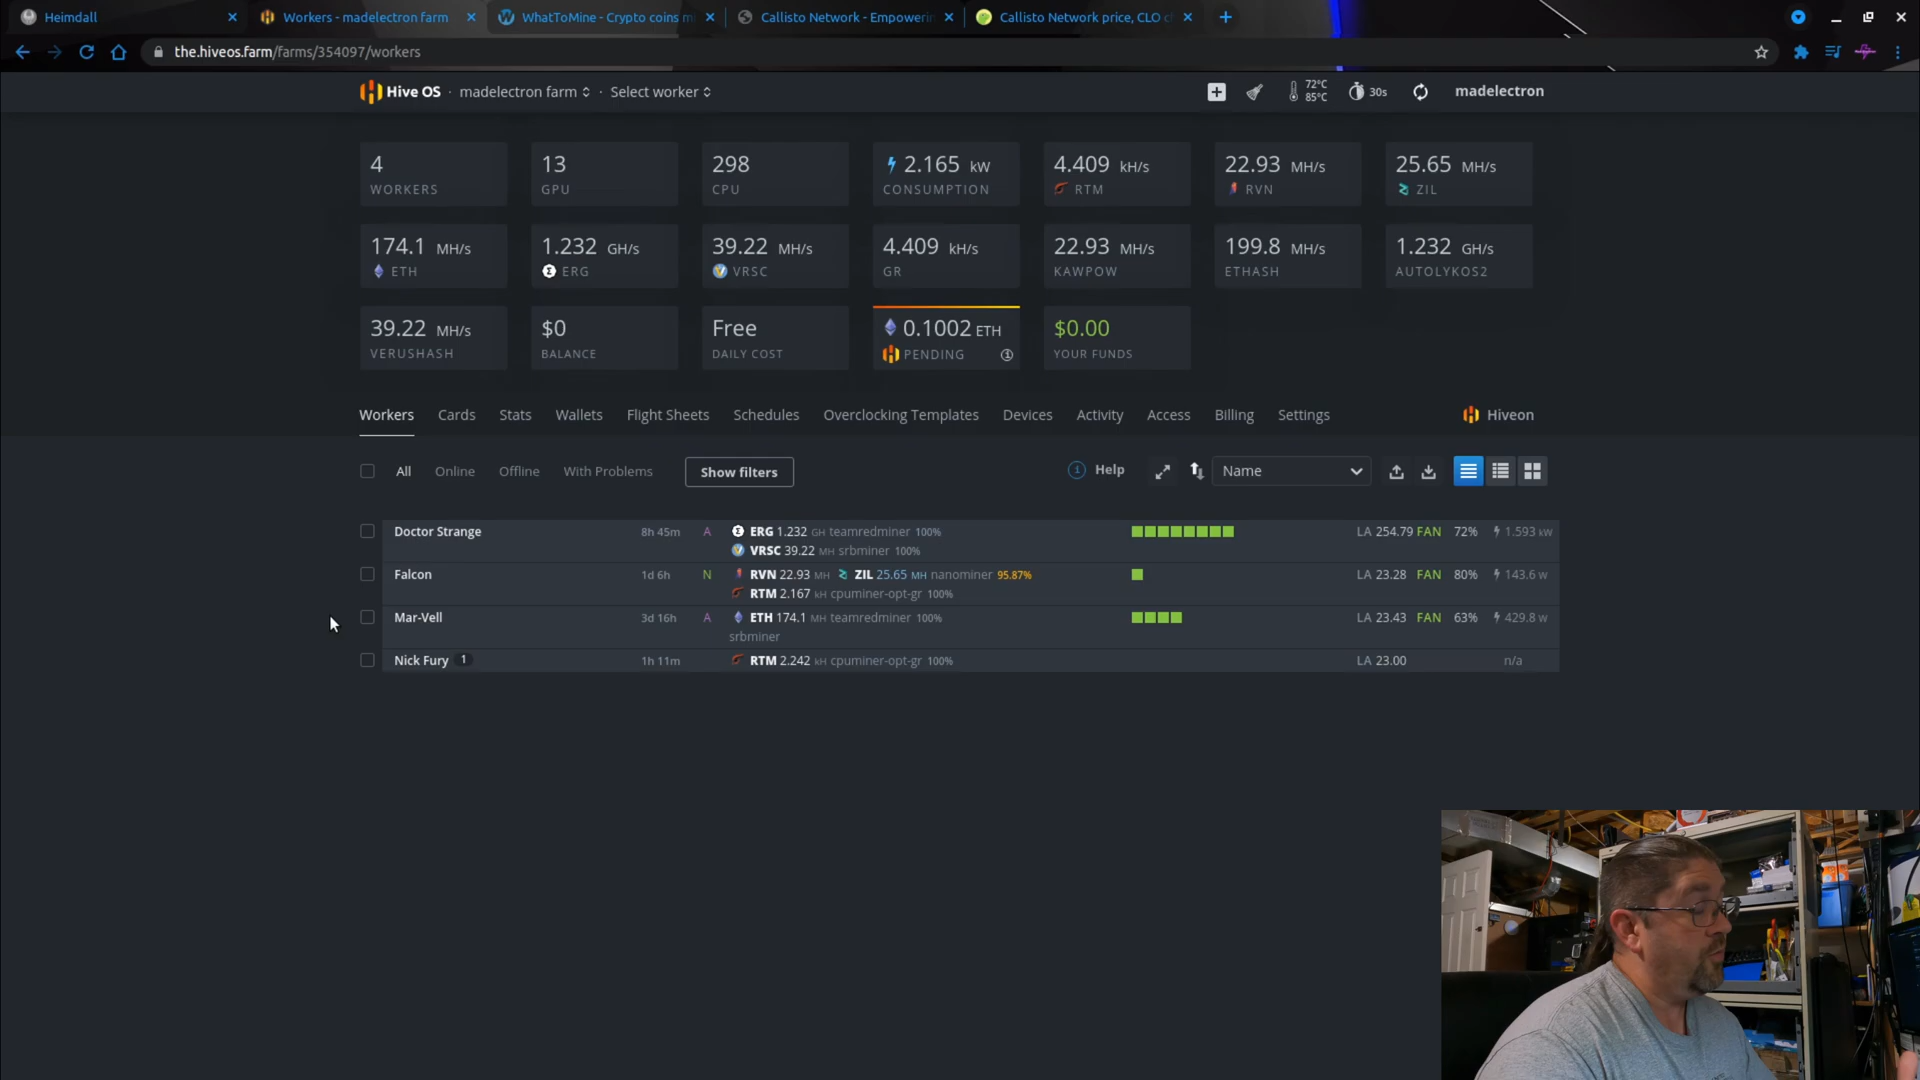 Heimdall
Workers - madelectron farm
WhatToMine - Crypto coins m
Callisto Network - Empowerin
Callisto Network price, CLO c
the.hiveos.farm/farms/354097/workers
Hive OS · madelectron farm · Select worker
72°C
85°C
30s
madelectron
4
WORKERS
13
GPU
298
CPU
2.165 kW
CONSUMPTION
4.409 kH/s
RTM
22.93 MH/s
RVN
25.65 MH/s
ZIL
174.1 MH/s
ETH
1.232 GH/s
ERG
39.22 MH/s
VRSC
4.409 kH/s
GR
22.93 MH/s
KAWPOW
199.8 MH/s
ETHASH
1.232 GH/s
AUTOLYKOS2
39.22 MH/s
VERUSHASH
$0
BALANCE
Free
DAILY COST
0.1002 ETH
PENDING
$0.00
YOUR FUNDS
Workers Cards Stats Wallets Flight Sheets Schedules Overclocking Templates Devices Activity Access Billing Settings Hiveon
All Online Offline With Problems Show filters Help Name
Doctor Strange 8h 45m A ERG 1.232 GH teamredminer 100% LA 254.79 FAN 72% 1.593 kW
VRSC 39.22 MH srbminer 100%
Falcon 1d 6h N RVN 22.93 MH ZIL 25.65 MH nanominer 95.87% LA 23.28 FAN 80% 143.6 w
RTM 2.167 kH cpuminer-opt-gr 100%
Mar-Vell 3d 16h A ETH 174.1 MH teamredminer 100% LA 23.43 FAN 63% 429.8 w
srbminer
Nick Fury 1 1h 11m RTM 2.242 kH cpuminer-opt-gr 100% LA 23.00 n/a